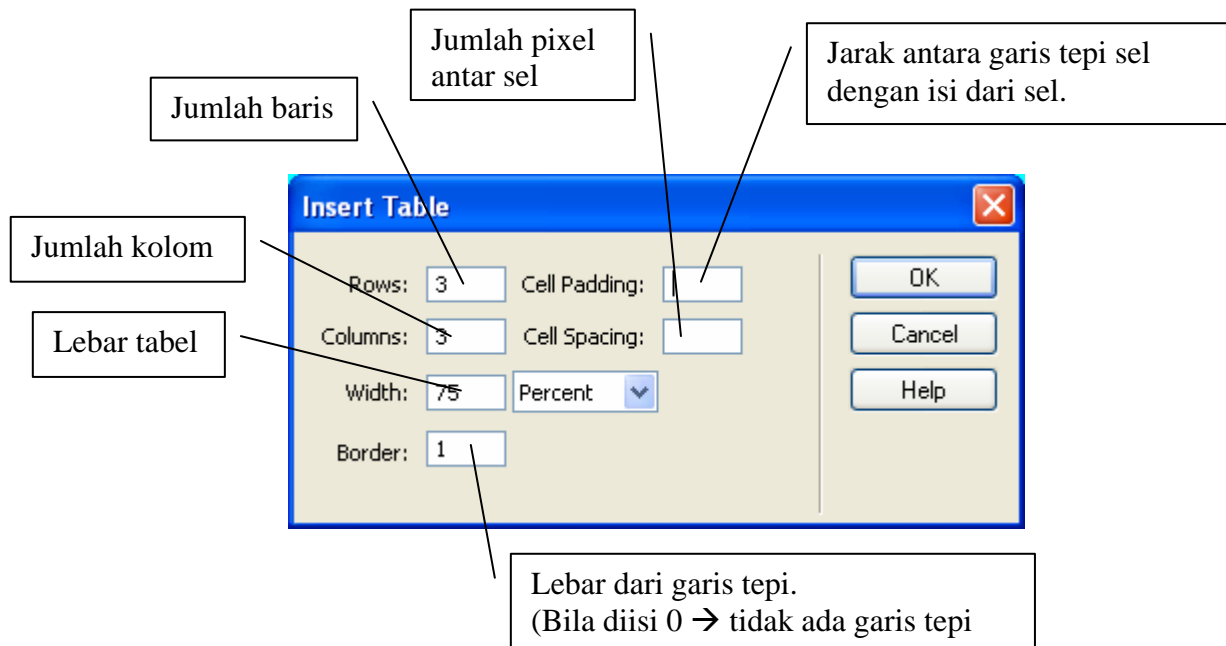 Jumlah pixel
antar sel
Jarak antara garis tepi sel
dengan isi dari sel.
Jumlah baris
Insert Table
Jumlah kolom
Rows: 3 Cell Padding: OK
Lebar tabel
Columns: 3 Cell Spacing: Cancel
Width: 75 Percent Help
Border: 1
Lebar dari garis tepi.
(Bila diisi 0 → tidak ada garis tepi